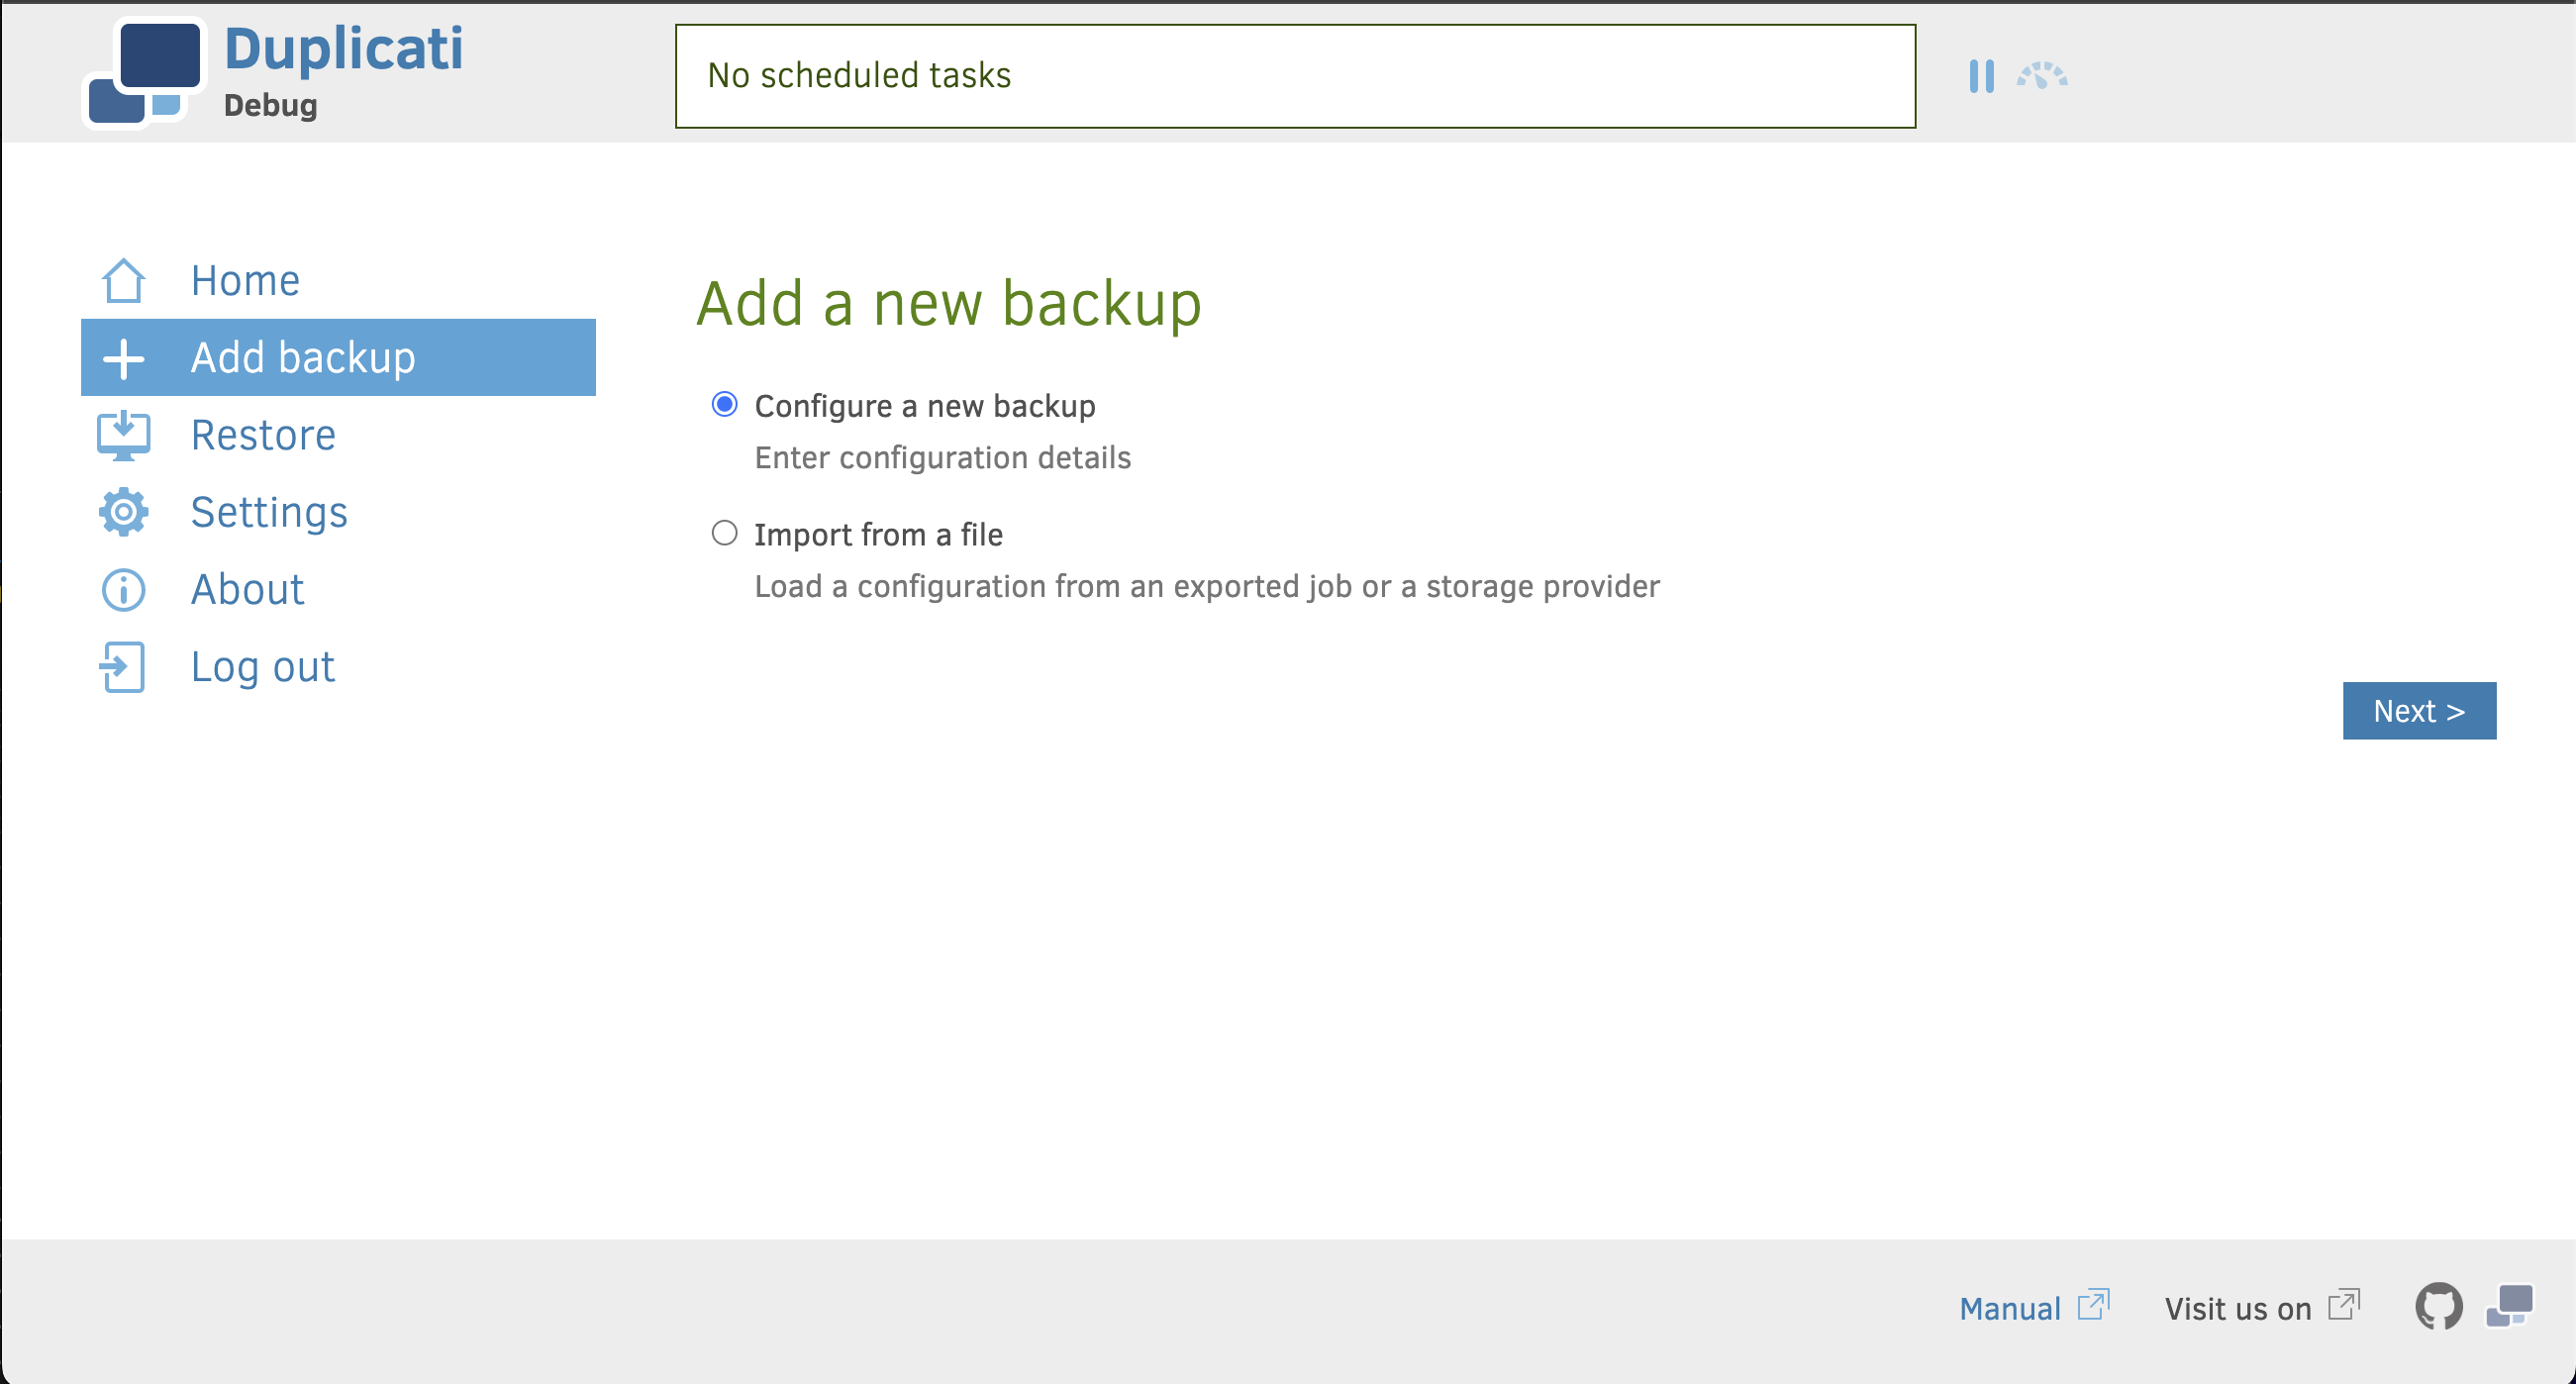 Duplicati
Debug
No scheduled tasks
Home
Add backup
Restore
Settings
About
Log out
Add a new backup
Configure a new backup
Enter configuration details
Import from a file
Load a configuration from an exported job or a storage provider
Next >
Manual
Visit us on